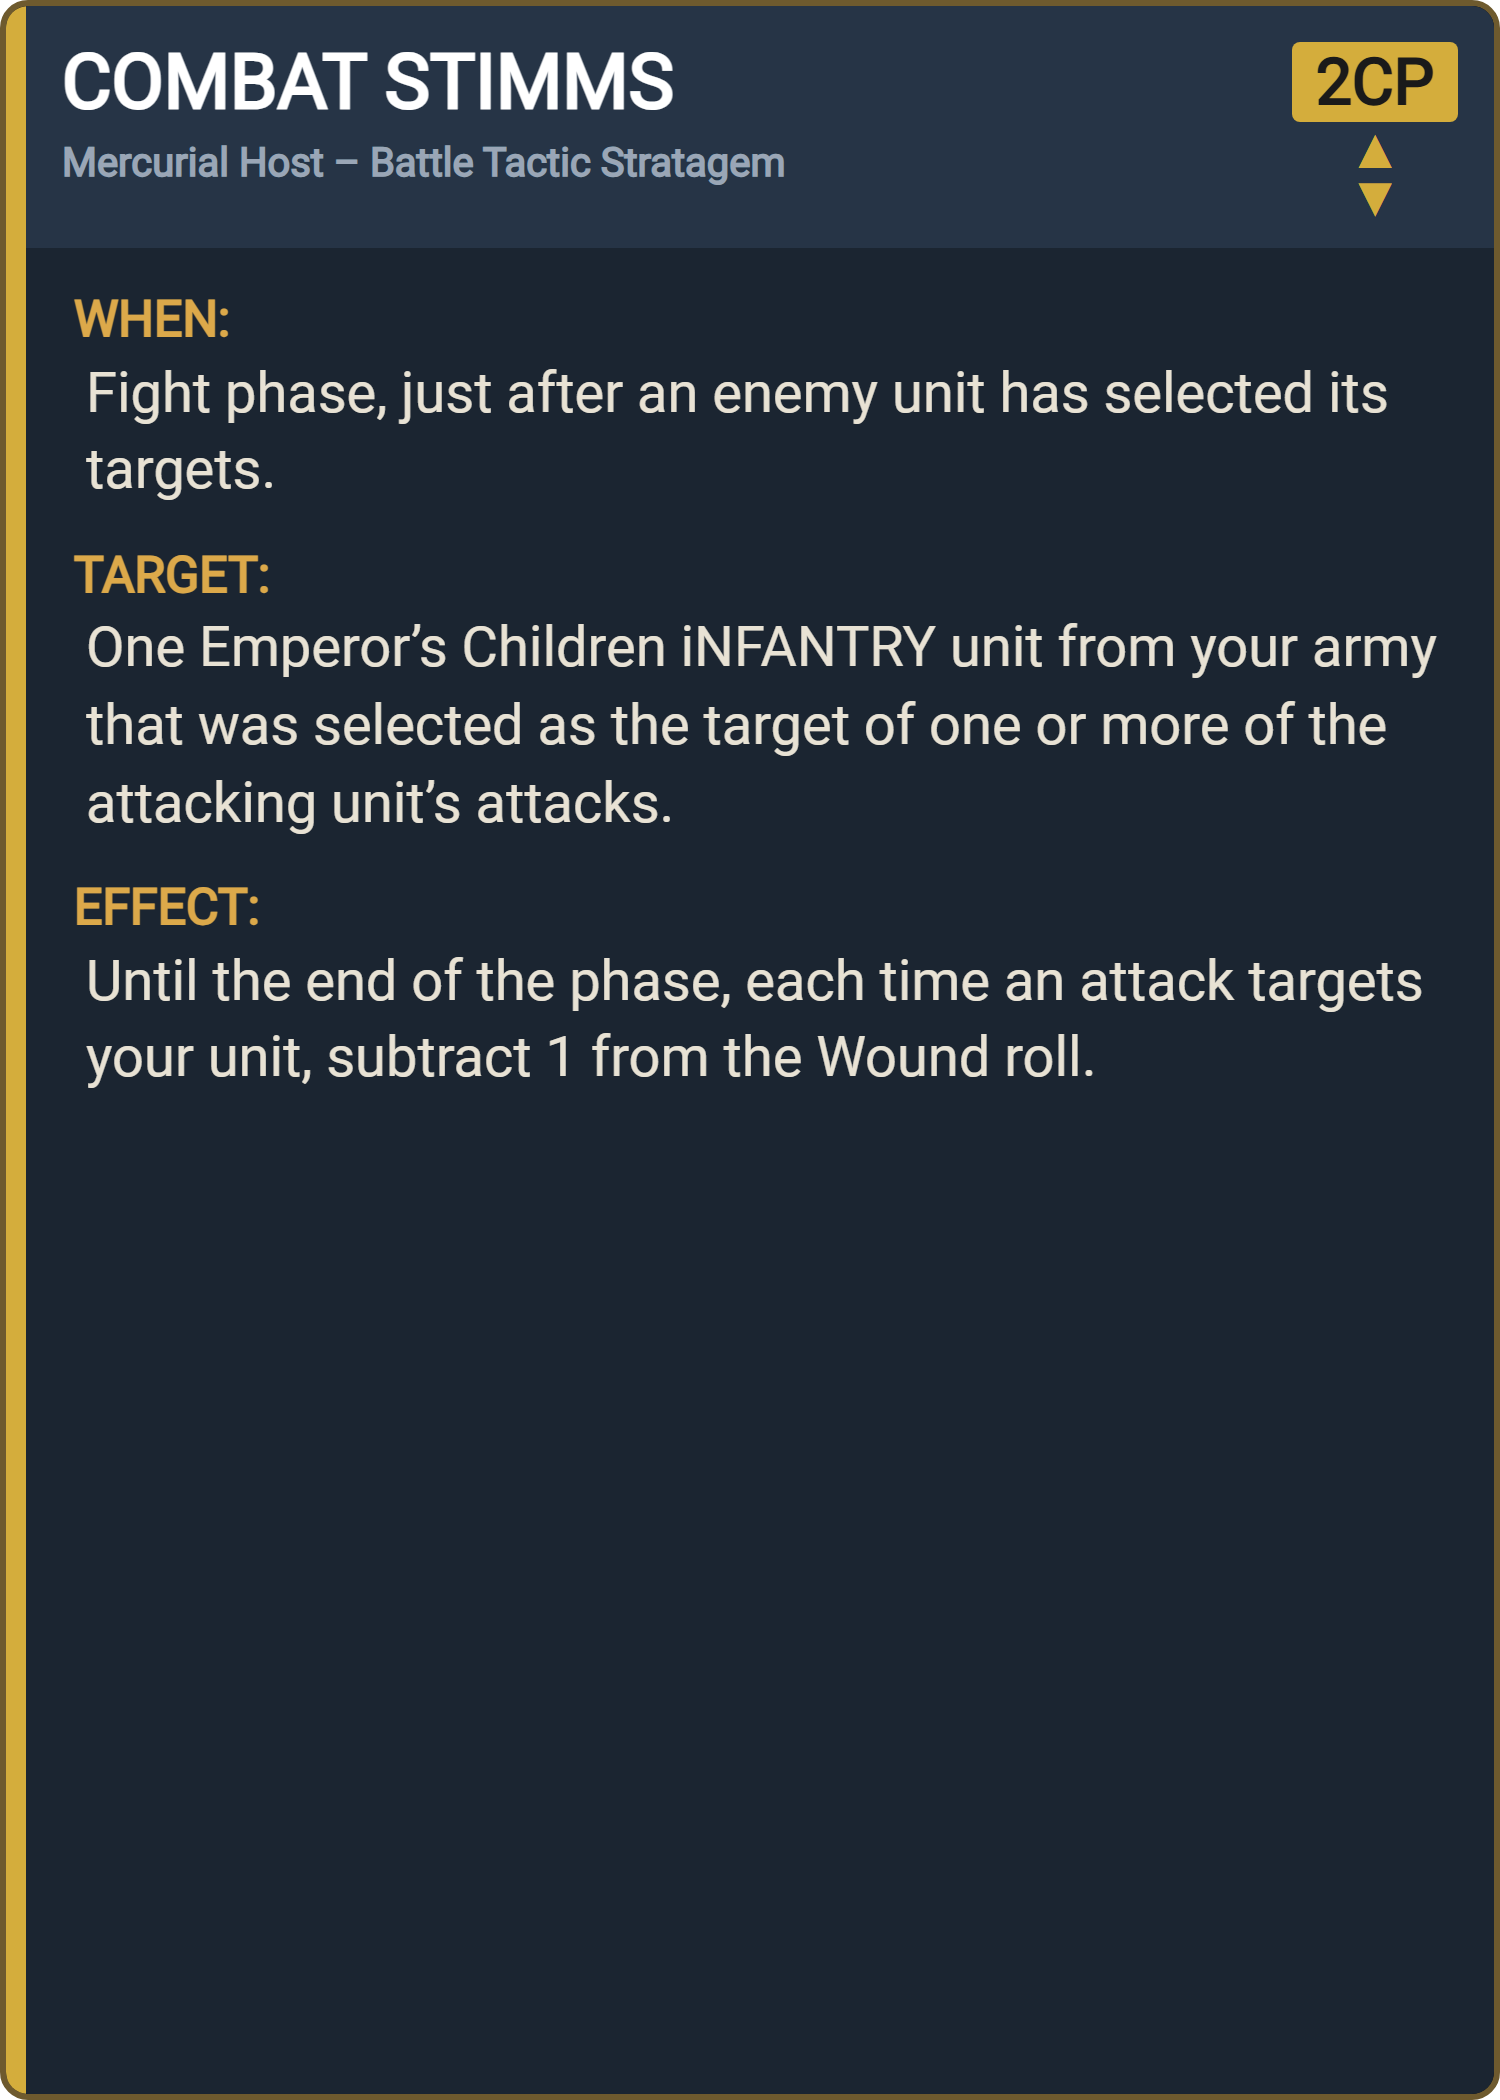 COMBAT STIMMS
2CP
Mercurial Host – Battle Tactic Stratagem
WHEN:
Fight phase, just after an enemy unit has selected its
targets.
TARGET:
One Emperor’s Children iNFANTRY unit from your army
that was selected as the target of one or more of the
attacking unit’s attacks.
EFFECT:
Until the end of the phase, each time an attack targets
your unit, subtract 1 from the Wound roll.